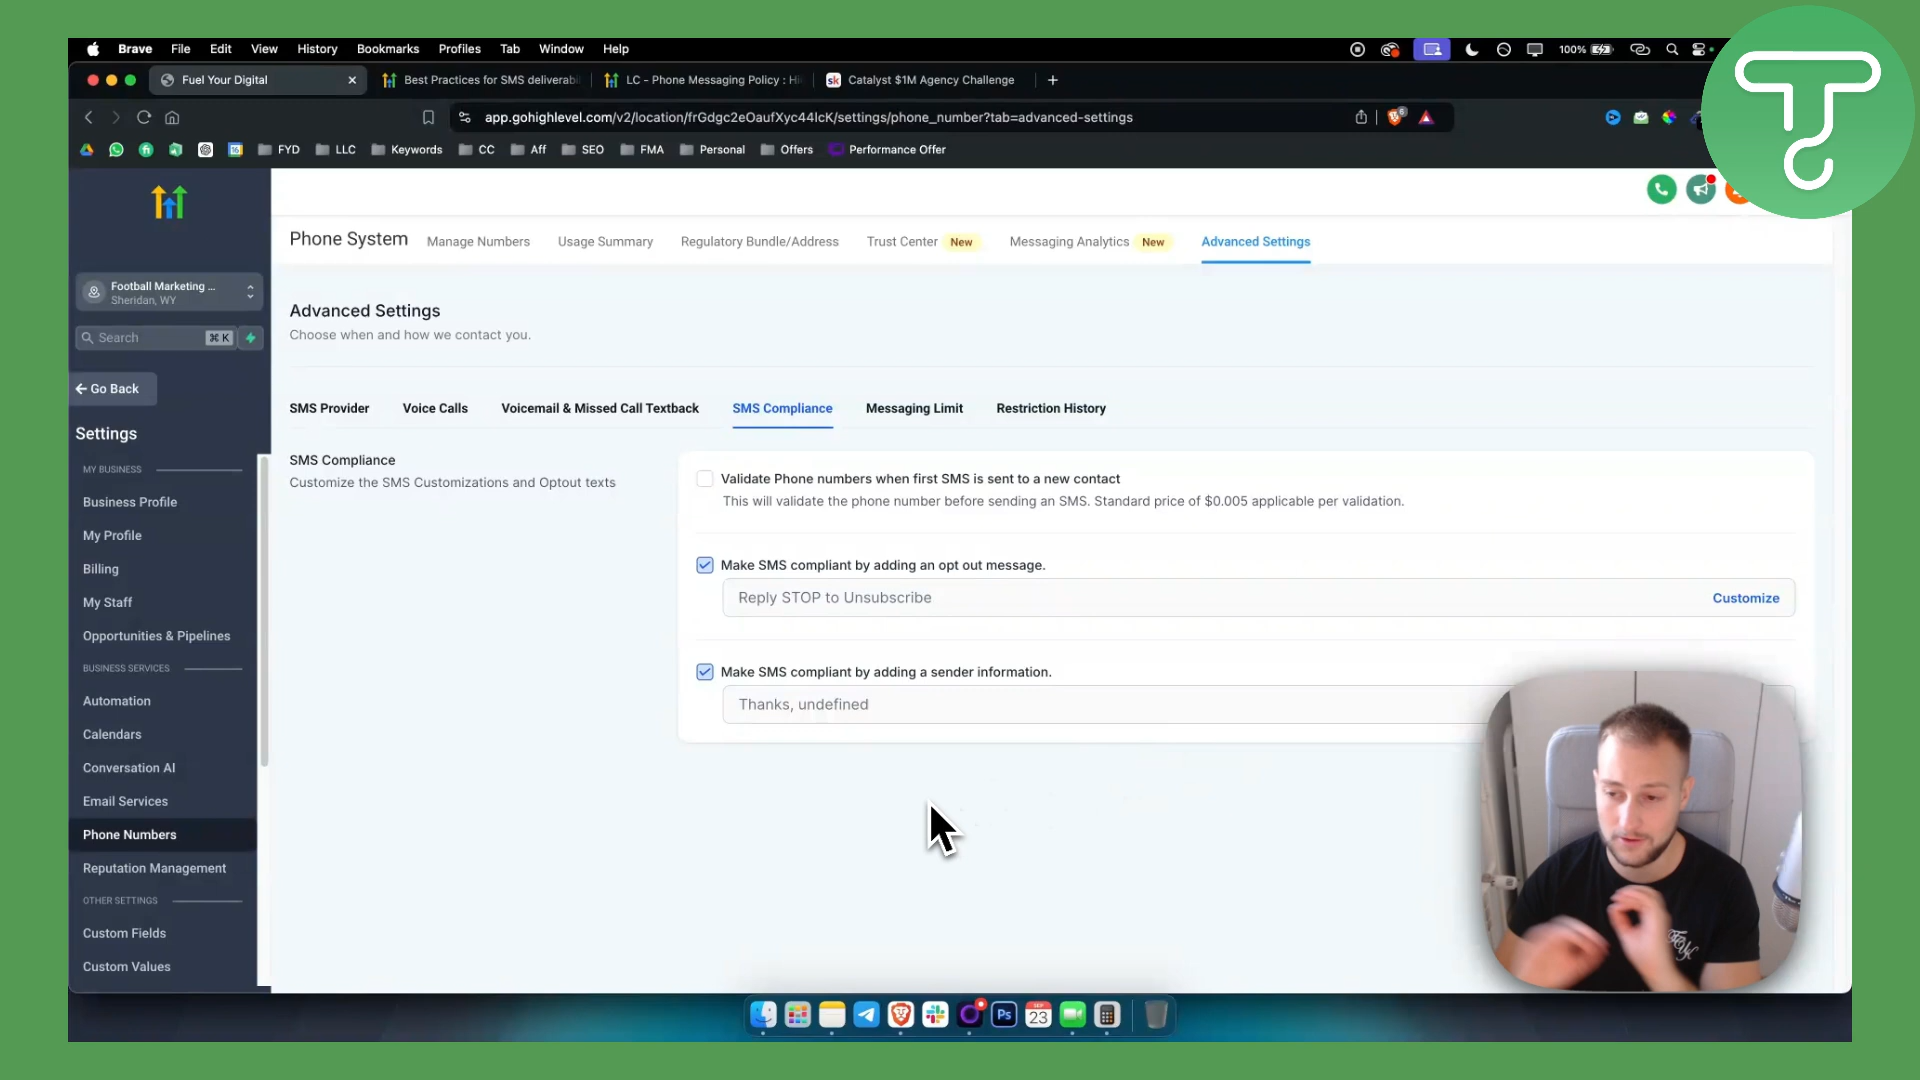 Brave File Edit View History Bookmarks Profiles Tab Window Help 100%
Fuel Your Digital
Best Practices for SMS deliverabi
LC - Phone Messaging Policy : Hi
sk Catalyst $1M Agency Challenge
app.gohighlevel.com/v2/location/frGdgc2eOaufXyc44lcK/settings/phone_number?tab=advanced-settings
FYD LLC Keywords CC Aff SEO FMA Personal Offers Performance Offer
Phone System Manage Numbers Usage Summary Regulatory Bundle/Address Trust Center New Messaging Analytics New Advanced Settings
Football Marketing ...
Sheridan, WY
Search ⌘ K
Go Back
Settings
MY BUSINESS
Business Profile
My Profile
Billing
My Staff
Opportunities & Pipelines
BUSINESS SERVICES
Automation
Calendars
Conversation AI
Email Services
Phone Numbers
Reputation Management
OTHER SETTINGS
Custom Fields
Custom Values
Advanced Settings
Choose when and how we contact you.
SMS Provider Voice Calls Voicemail & Missed Call Textback SMS Compliance Messaging Limit Restriction History
SMS Compliance
Customize the SMS Customizations and Optout texts
Validate Phone numbers when first SMS is sent to a new contact
This will validate the phone number before sending an SMS. Standard price of $0.005 applicable per validation.
Make SMS compliant by adding an opt out message.
Reply STOP to Unsubscribe Customize
Make SMS compliant by adding a sender information.
Thanks, undefined
Ps
SEP
23